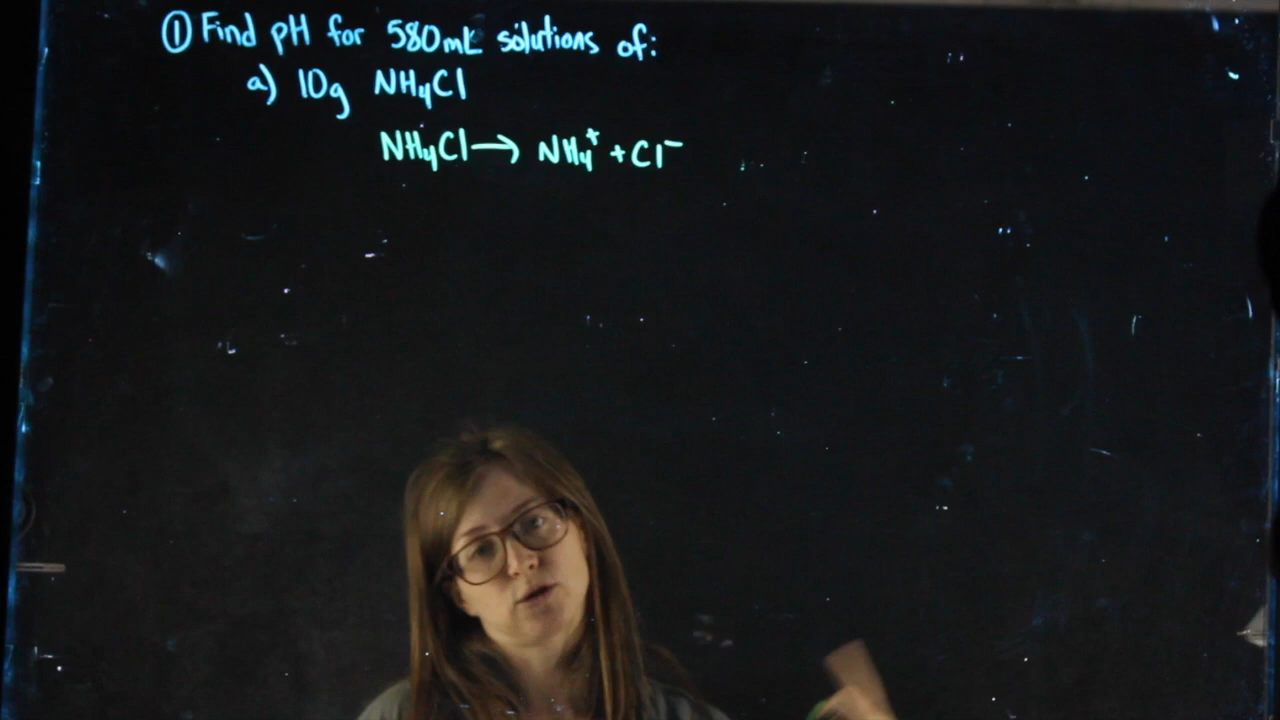 ① Find pH for 580mL solutions of:
a) 10g NH₄Cl
NH₄Cl → NH₄⁺ + Cl⁻